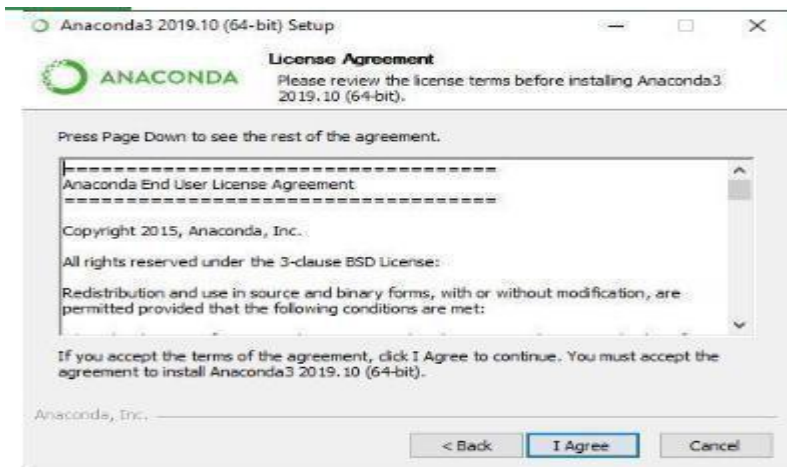 Anaconda3 2019.10 (64-bit) Setup
ANACONDA
License Agreement
Please review the license terms before installing Anaconda3
2019.10 (64-bit).
Press Page Down to see the rest of the agreement.
===================================
Anaconda End User License Agreement
===================================
Copyright 2015, Anaconda, Inc.
All rights reserved under the 3-clause BSD License:
Redistribution and use in source and binary forms, with or without modification, are
permitted provided that the following conditions are met:
If you accept the terms of the agreement, click I Agree to continue. You must accept the
agreement to install Anaconda3 2019.10 (64-bit).
Anaconda, Inc.
< Back
I Agree
Cancel